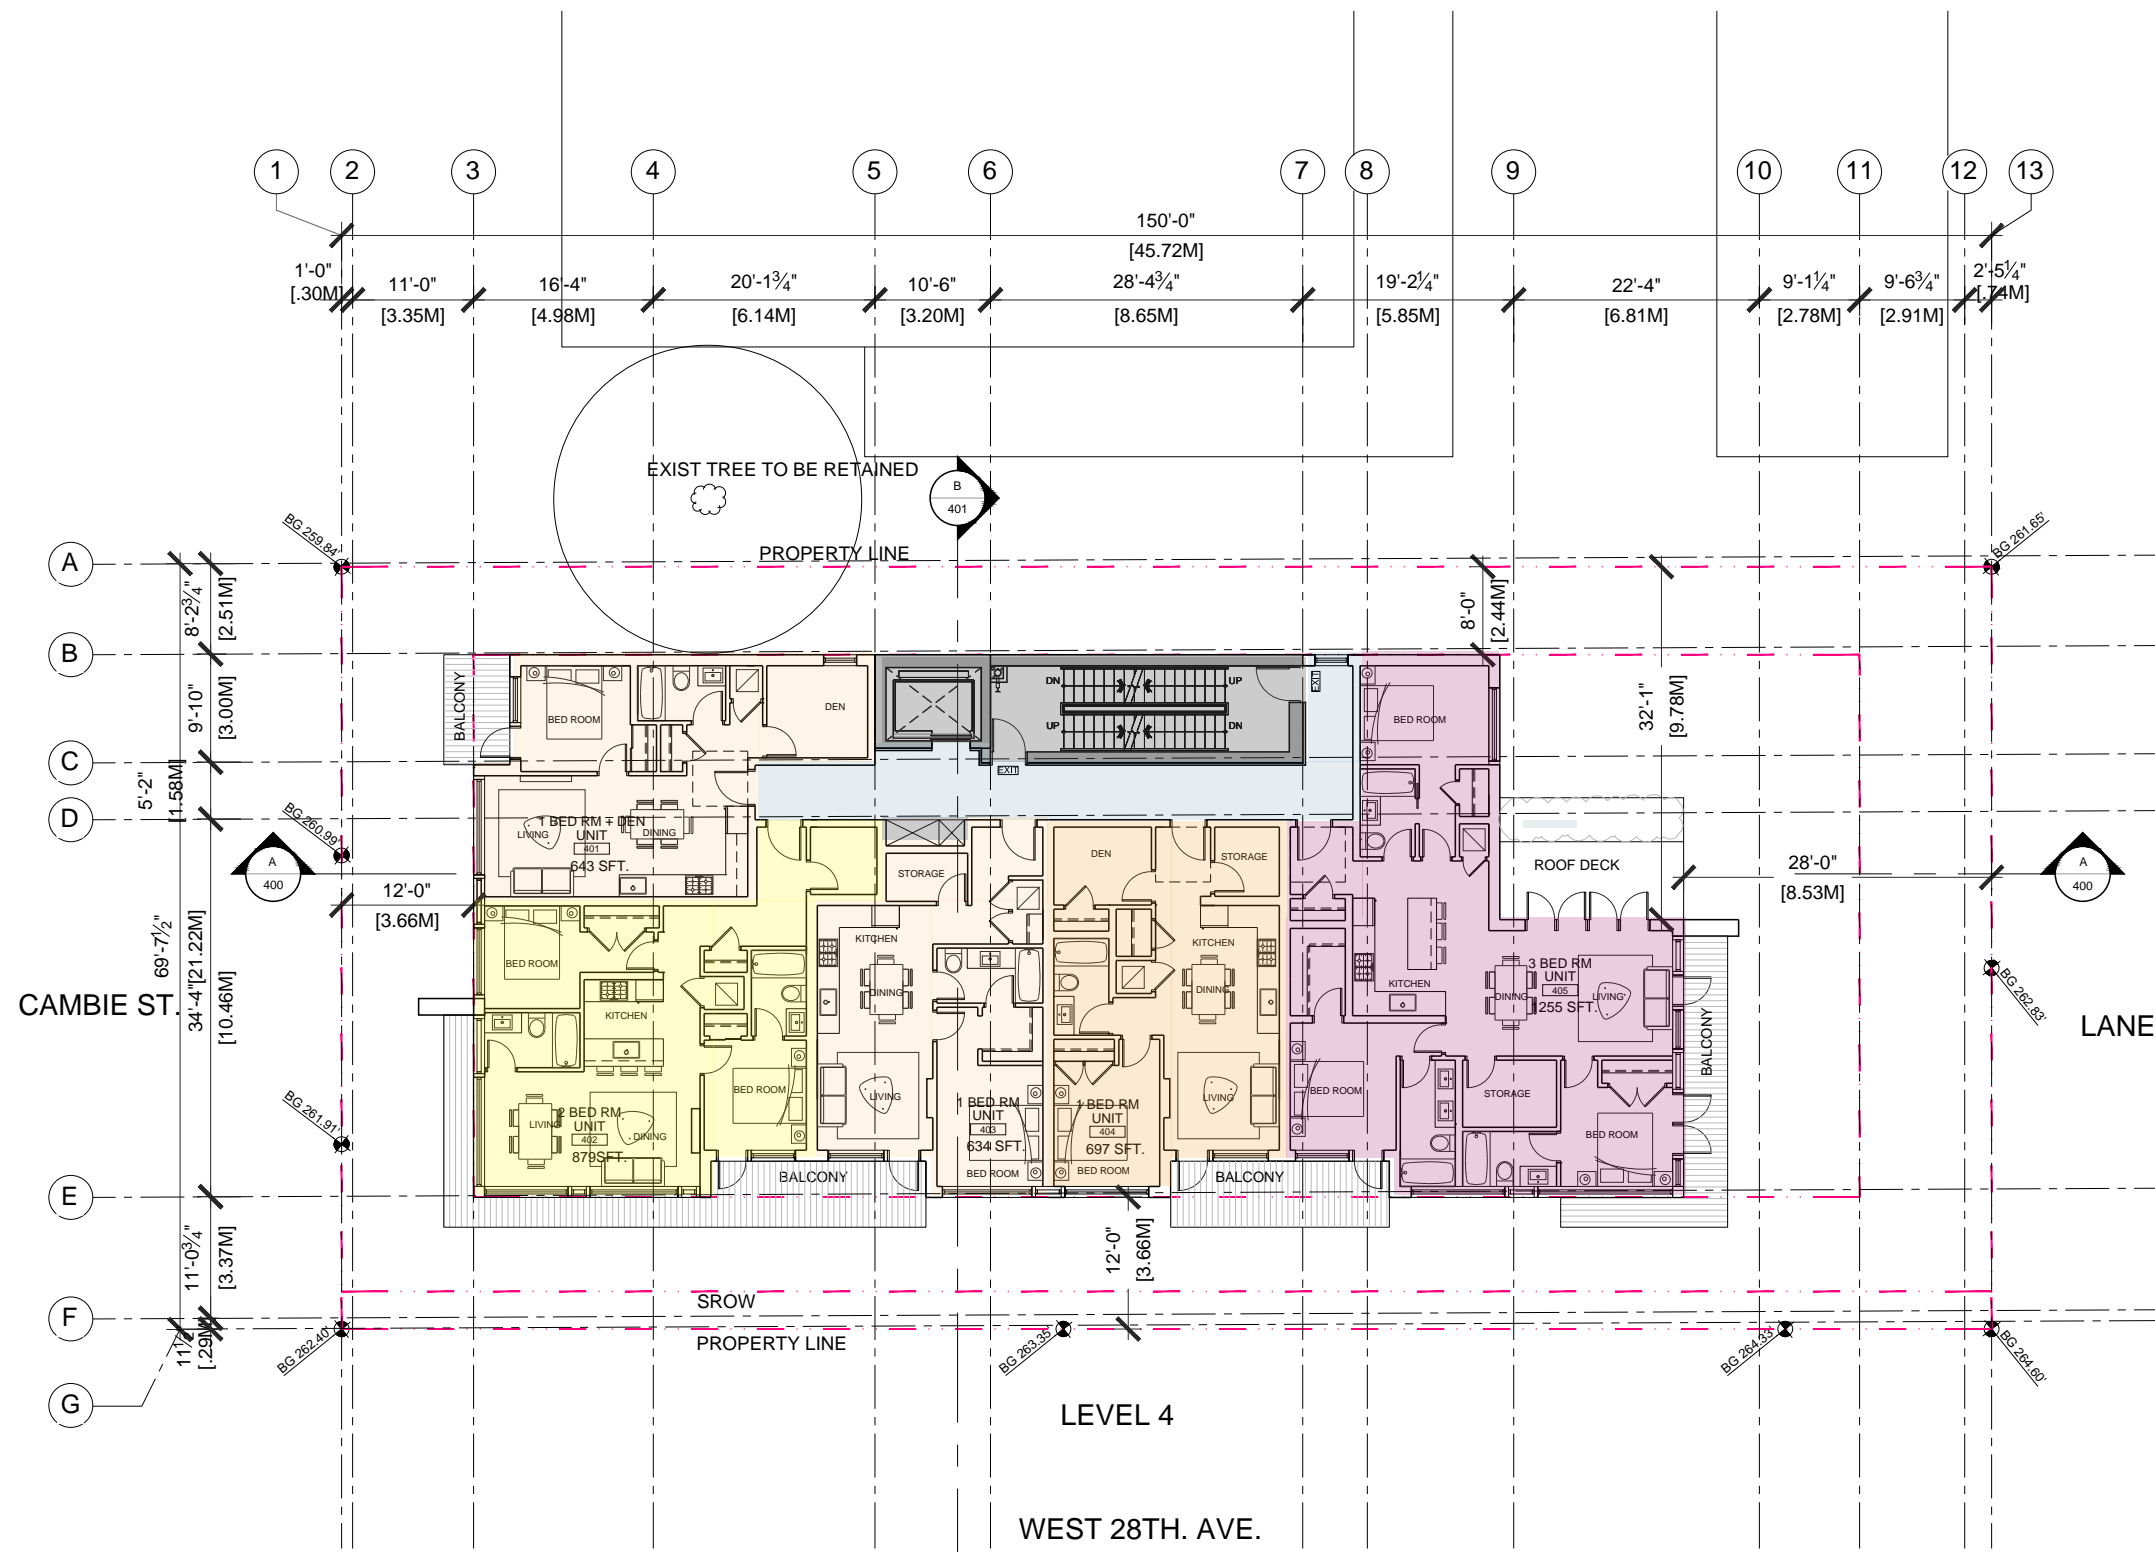 1
2
3
4
5
6
7
8
9
10
11
12
13
150'-0"
[45.72M]
1'-0"
[.30M]
11'-0"
[3.35M]
16'-4"
[4.98M]
20'-1¾"
[6.14M]
10'-6"
[3.20M]
28'-4¾"
[8.65M]
19'-2¼"
[5.85M]
22'-4"
[6.81M]
9'-1¼"
[2.78M]
9'-6¾"
[2.91M]
2'-5¼"
[.74M]
EXIST TREE TO BE RETAINED
B
401
PROPERTY LINE
BG 259.84'
BG 261.65'
A
B
C
D
E
F
G
8'-2¾"
[2.51M]
9'-10"
[3.00M]
5'-2"
[1.58M]
69'-7½"
[21.22M]
34'-4"
[10.46M]
11'-0¾"
[3.37M]
11½"
[.29M]
8'-0"
[2.44M]
32'-1"
[9.78M]
BALCONY
BED ROOM
DEN
DN
UP
UP
DN
EXIT
EXIT
BED ROOM
BG 260.99'
A
400
12'-0"
[3.66M]
LIVING
DINING
1 BED RM + DEN
UNIT
401
643 SFT.
STORAGE
DEN
STORAGE
ROOF DECK
28'-0"
[8.53M]
A
400
BED ROOM
KITCHEN
LIVING
DINING
2 BED RM
UNIT
402
879SFT.
BED ROOM
KITCHEN
DINING
LIVING
1 BED RM
UNIT
403
634 SFT.
BED ROOM
KITCHEN
DINING
LIVING
1 BED RM
UNIT
404
697 SFT.
BED ROOM
KITCHEN
DINING
LIVING
3 BED RM
UNIT
405
1255 SFT.
BED ROOM
STORAGE
BED ROOM
BALCONY
BALCONY
BALCONY
BG 262.83'
CAMBIE ST.
LANE
BG 261.91'
12'-0"
[3.66M]
SROW
PROPERTY LINE
BG 262.40'
BG 263.35'
BG 264.33'
BG 264.60'
LEVEL 4
WEST 28TH. AVE.